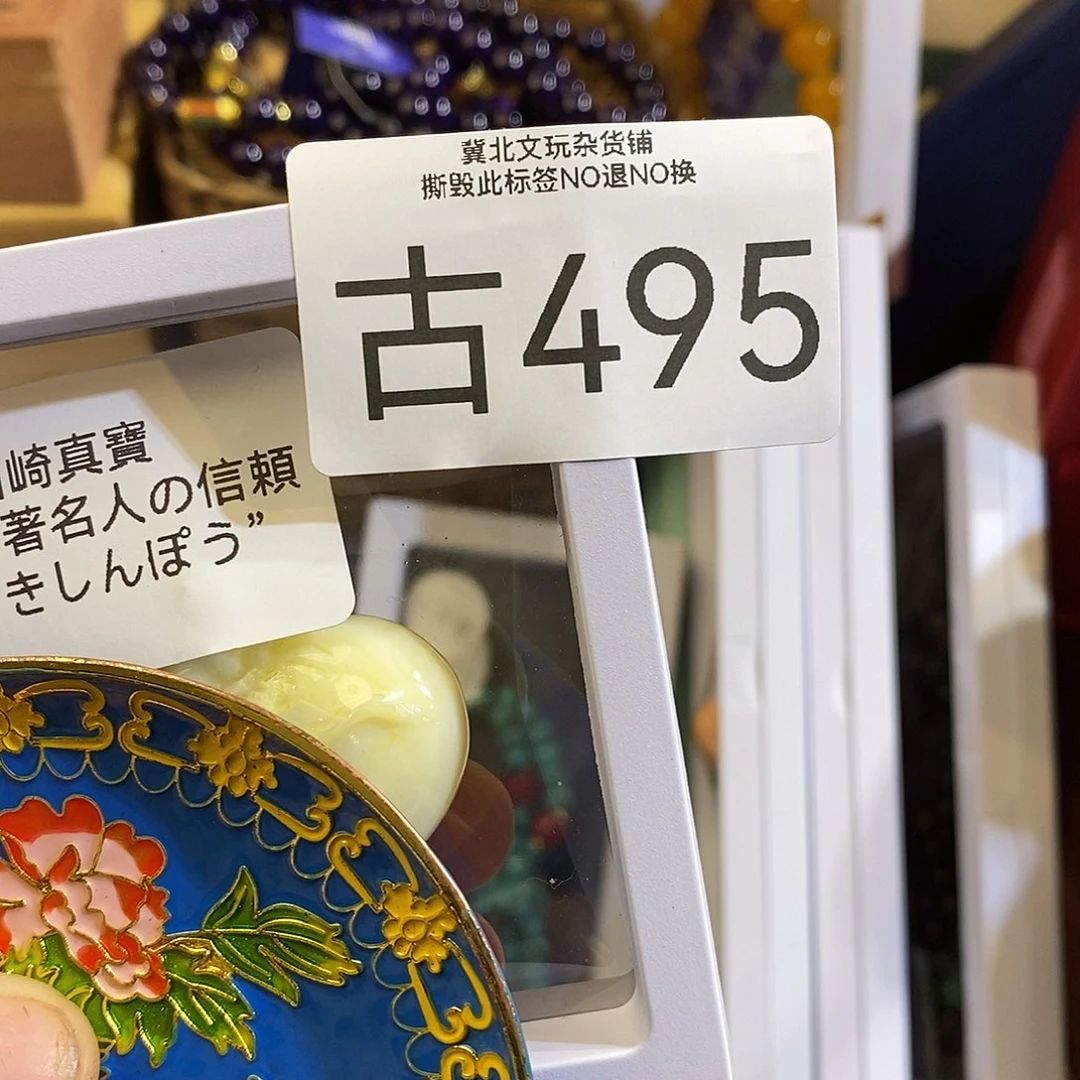 冀北文玩杂货铺
撕毁此标签NO退NO换
古495
崎真寶
著名人の信頼
きしんぽう”